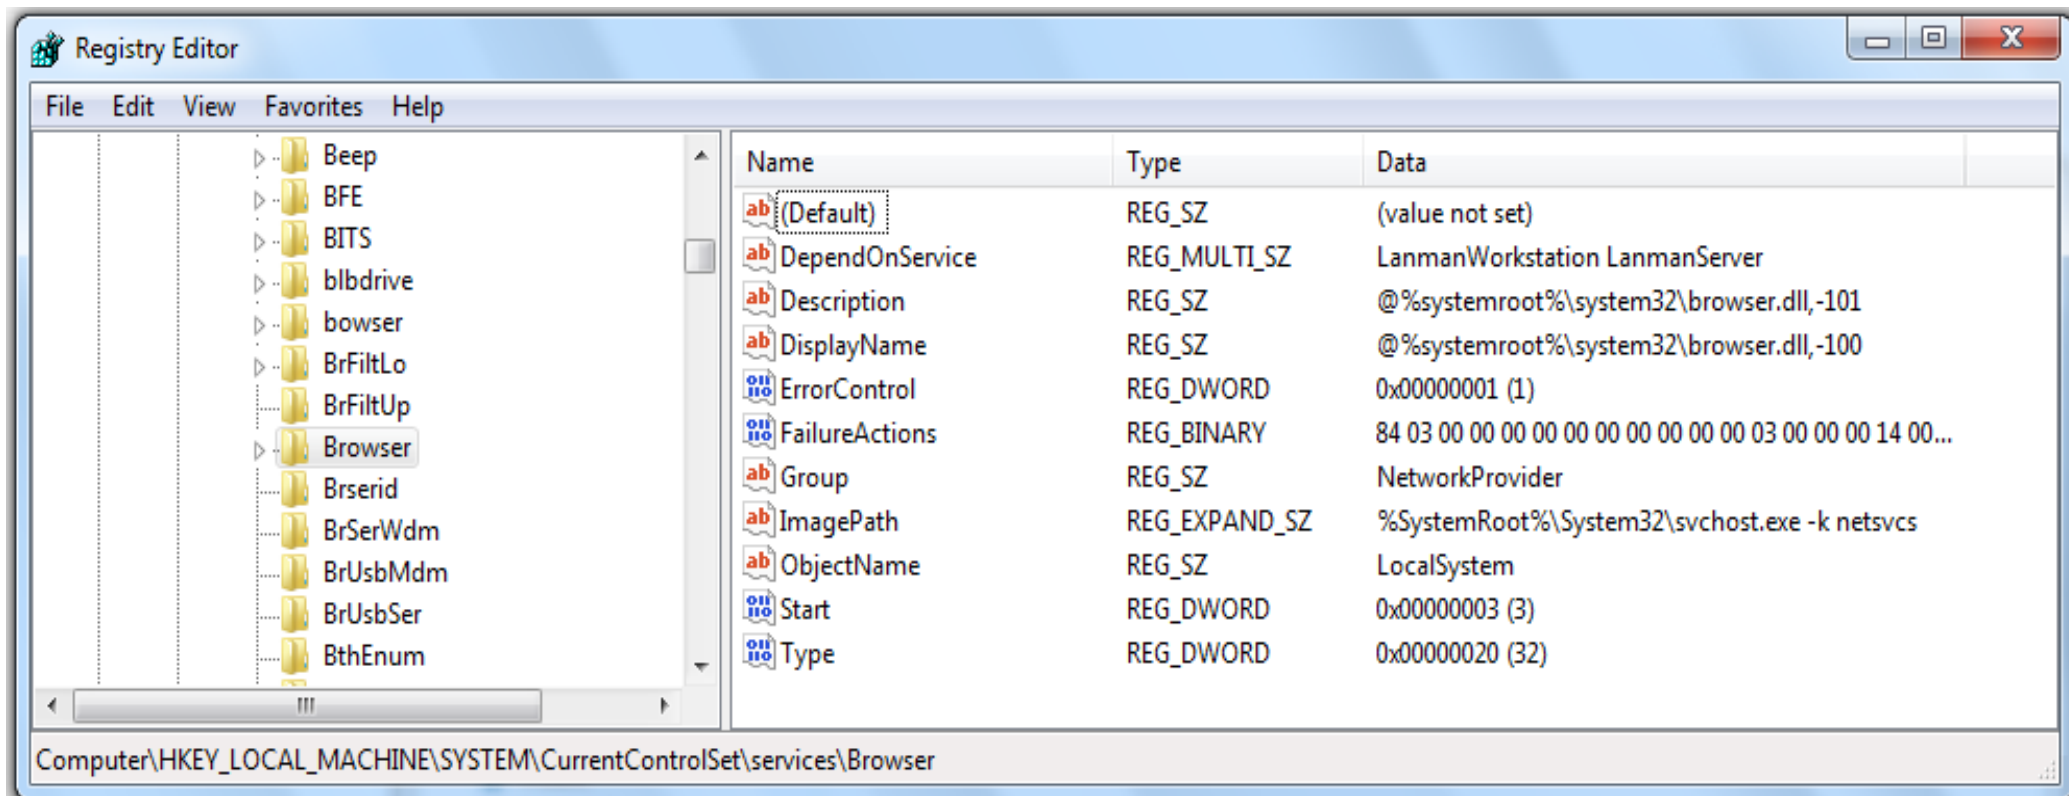 Registry Editor
File Edit View Favorites Help
Beep
BFE
BITS
blbdrive
bowser
BrFiltLo
BrFiltUp
Browser
Brserid
BrSerWdm
BrUsbMdm
BrUsbSer
BthEnum
Name Type Data
(Default) REG_SZ (value not set)
DependOnService REG_MULTI_SZ LanmanWorkstation LanmanServer
Description REG_SZ @%systemroot%\system32\browser.dll,-101
DisplayName REG_SZ @%systemroot%\system32\browser.dll,-100
ErrorControl REG_DWORD 0x00000001 (1)
FailureActions REG_BINARY 84 03 00 00 00 00 00 00 00 00 00 00 03 00 00 00 14 00...
Group REG_SZ NetworkProvider
ImagePath REG_EXPAND_SZ %SystemRoot%\System32\svchost.exe -k netsvcs
ObjectName REG_SZ LocalSystem
Start REG_DWORD 0x00000003 (3)
Type REG_DWORD 0x00000020 (32)
Computer\HKEY_LOCAL_MACHINE\SYSTEM\CurrentControlSet\services\Browser